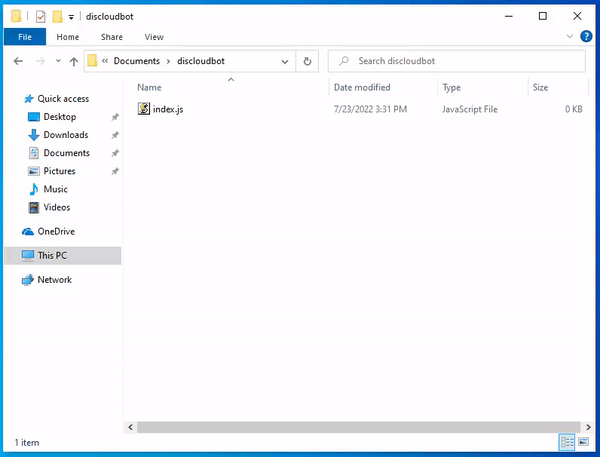 discloudbot
File Home Share View
« Documents › discloudbot
Search discloudbot
Name Date modified Type Size
index.js 7/23/2022 3:31 PM JavaScript File 0 KB
Quick access
Desktop
Downloads
Documents
Pictures
Music
Videos
OneDrive
This PC
Network
1 item